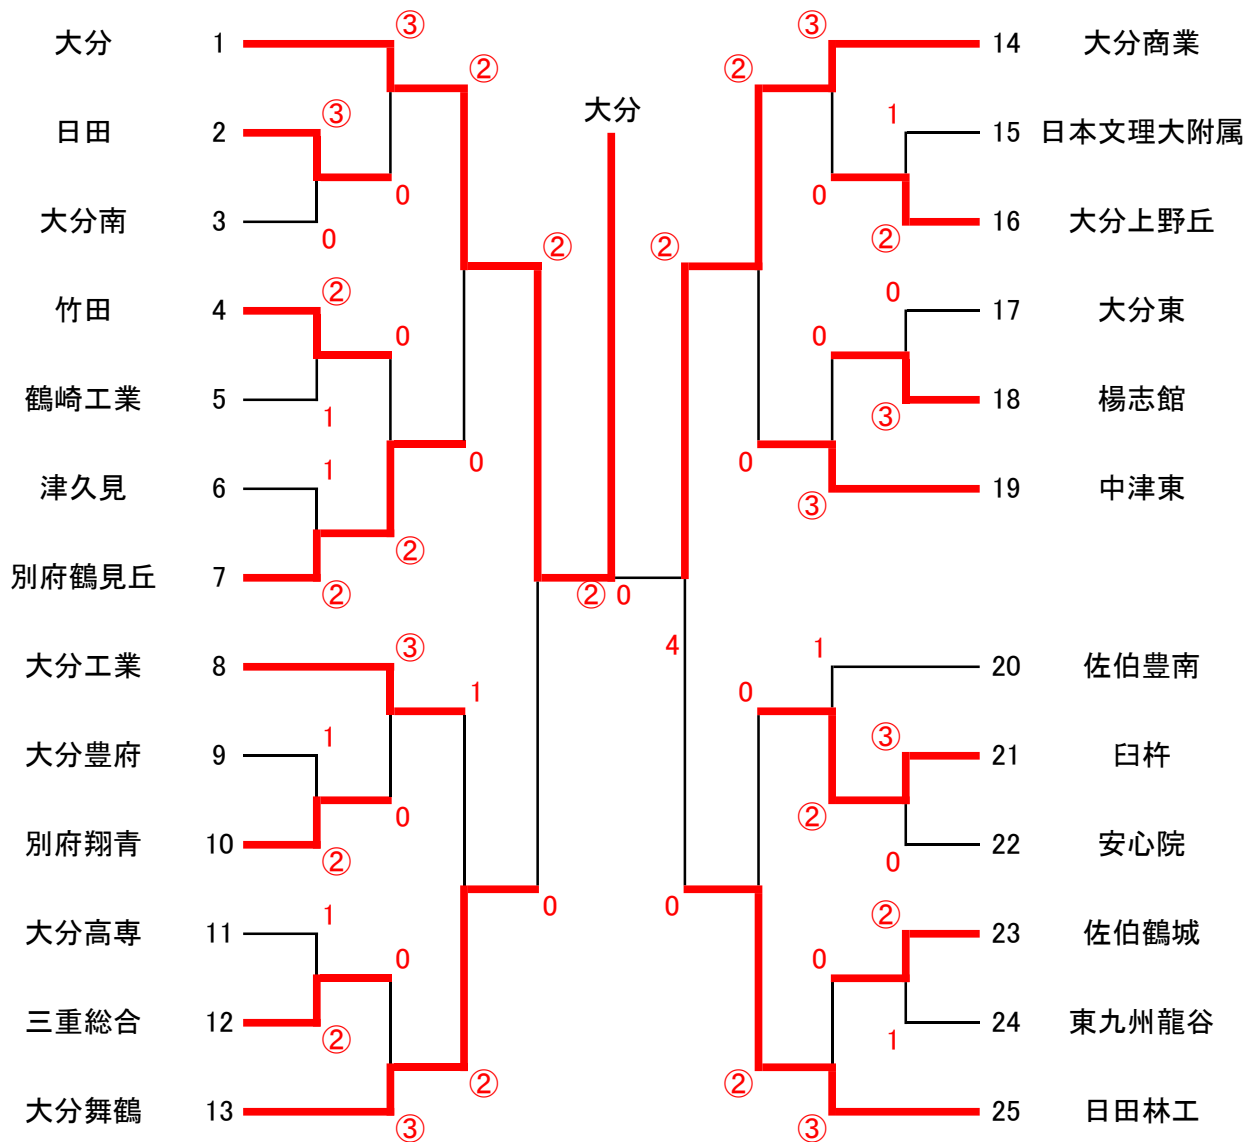 ③ ③
大分 1 14 大分商業
② ②
大分
③ 1
日田 2 15 日本文理大附属
0 0
大分南 3 16 大分上野丘
0 ②
② ②
② 0
竹田 4 17 大分東
0 0
鶴崎工業 5 18 楊志館
1 ③
1 0 0
津久見 6 19 中津東
② ③
別府鶴見丘 7
② ② 0
③ 4 1
大分工業 8 20 佐伯豊南
1 0
1 ③
大分豊府 9 21 臼杵
0 ②
別府翔青 10 22 安心院
② 0
1 0 0 ②
大分高専 11 23 佐伯鶴城
0 0
三重総合 12 24 東九州龍谷
② 1
② ②
大分舞鶴 13 25 日田林工
③ ③